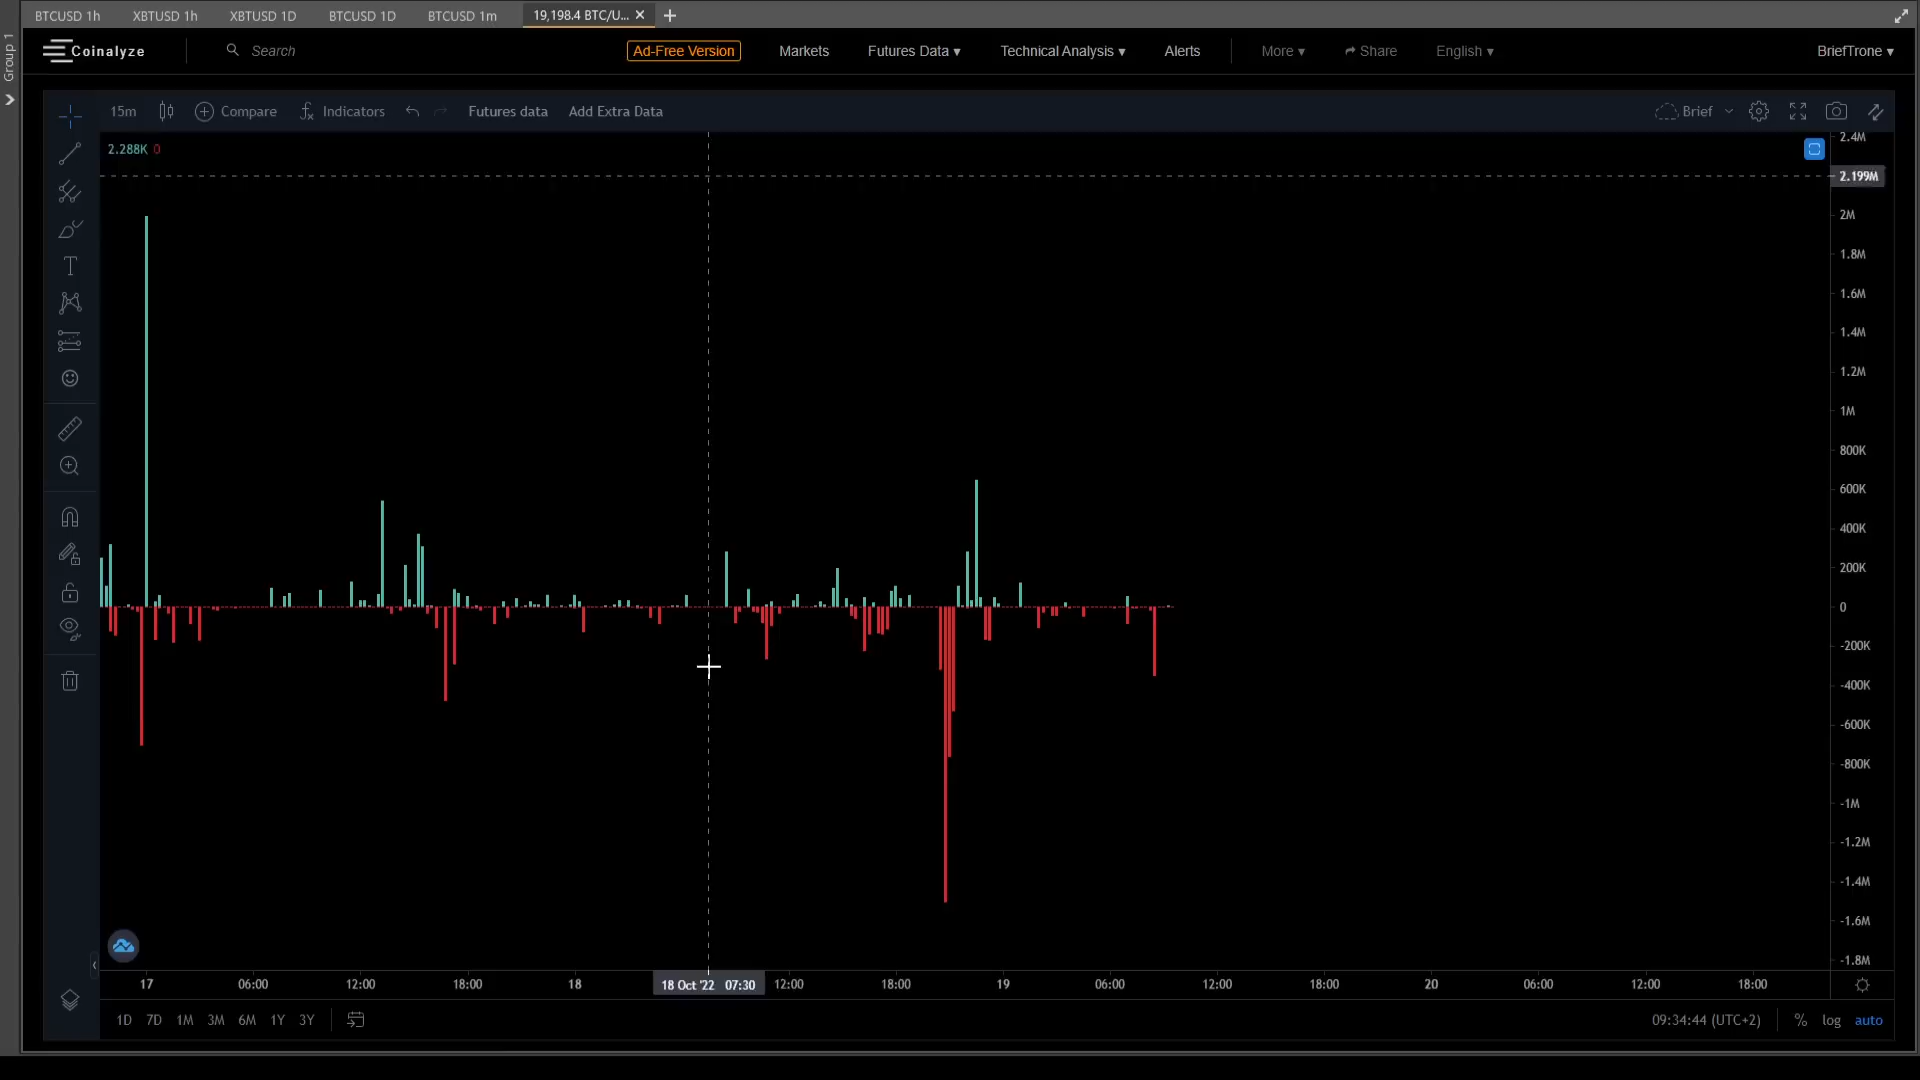 BTCUSD 1h XBTUSD 1h XBTUSD 1D BTCUSD 1D BTCUSD 1m 19,198.4 BTC/U...
Group 1
Coinalyze Search Ad-Free Version Markets Futures Data Technical Analysis Alerts More Share English BriefTrone
15m Compare Indicators Futures data Add Extra Data Brief
2.288K 0
2.4M
2.199M
2M
1.8M
1.6M
1.4M
1.2M
1M
800K
600K
400K
200K
0
-200K
-400K
-600K
-800K
-1M
-1.2M
-1.4M
-1.6M
-1.8M
17 06:00 12:00 18:00 18 18 Oct '22 07:30 12:00 18:00 19 06:00 12:00 18:00 20 06:00 12:00 18:00
1D 7D 1M 3M 6M 1Y 3Y 09:34:44 (UTC+2) % log auto